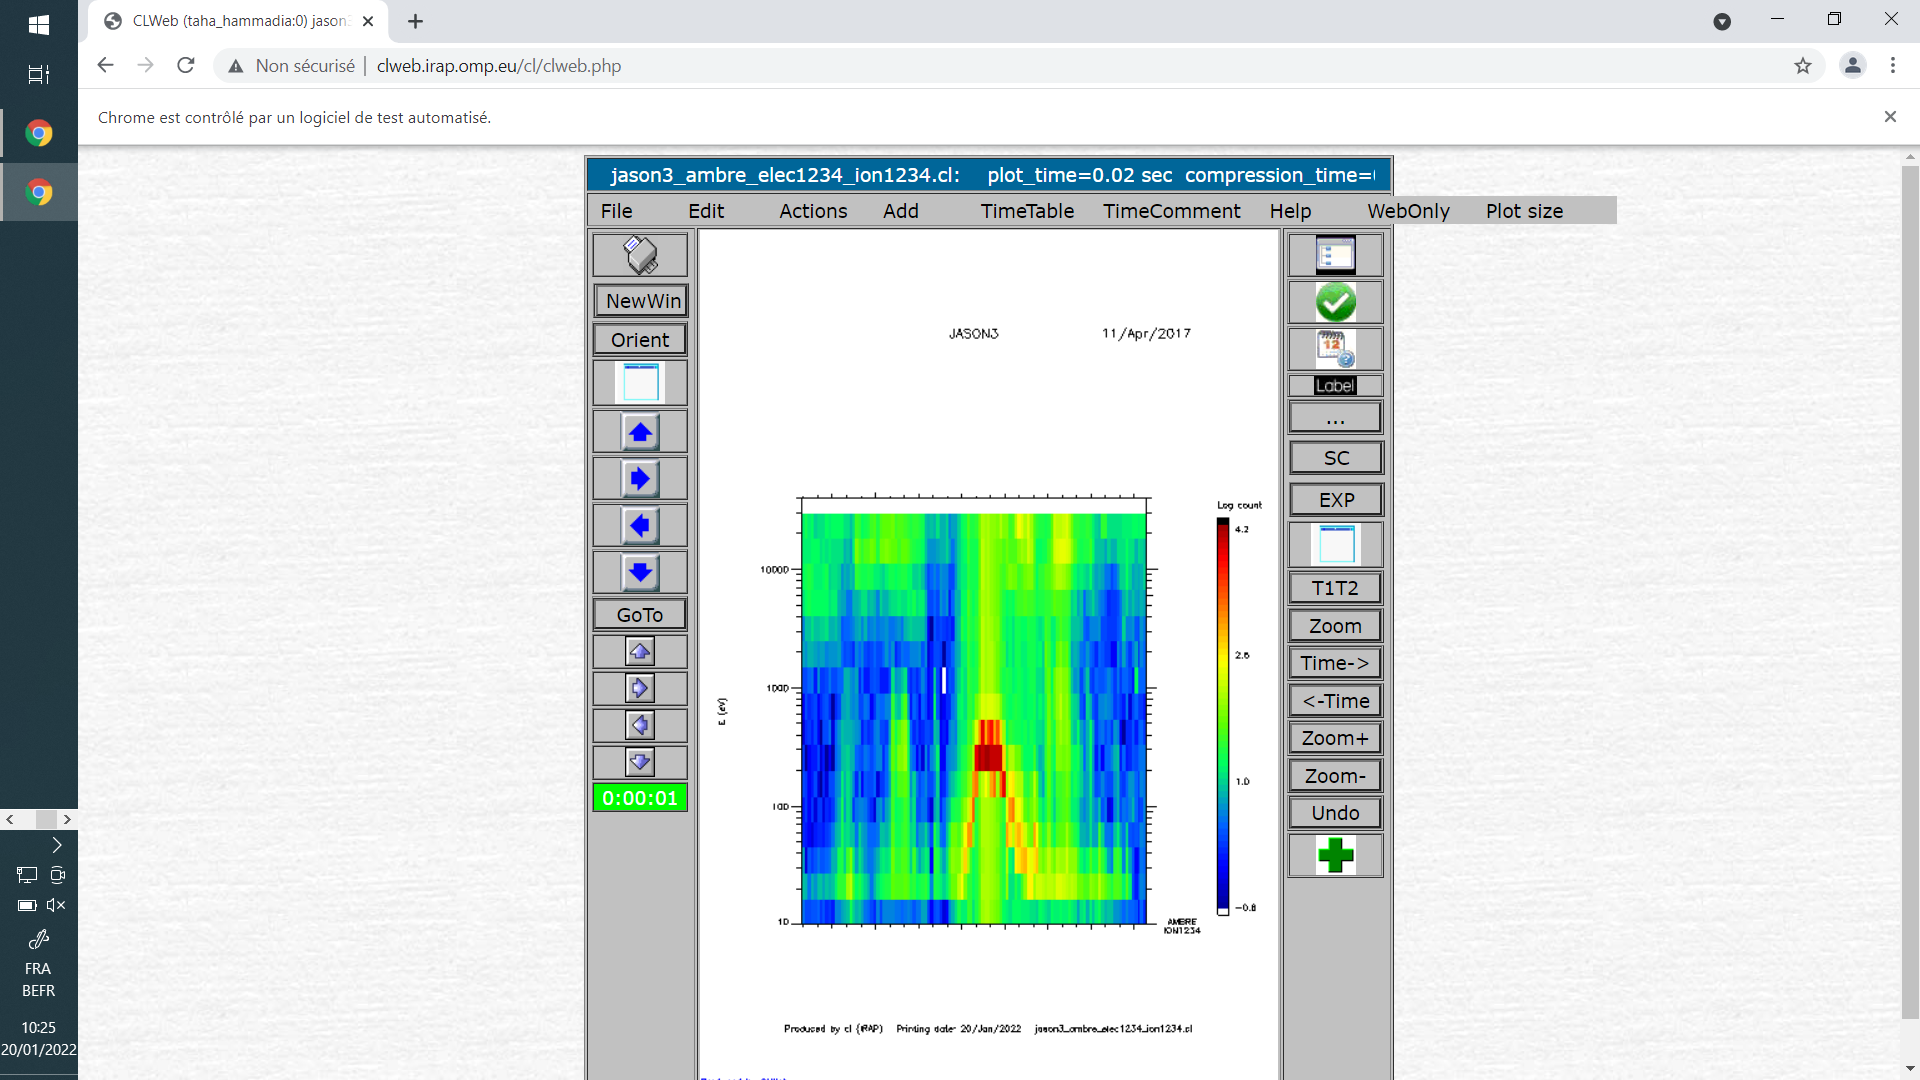 CLWeb (taha_hammadia:0) jason3
Non sécurisé | clweb.irap.omp.eu/cl/clweb.php
Chrome est contrôlé par un logiciel de test automatisé.
jason3_ambre_elec1234_ion1234.cl: plot_time=0.02 sec compression_time=
File Edit Actions Add TimeTable TimeComment Help WebOnly Plot size
NewWin
Orient
GoTo
0:00:01
JASON3 11/Apr/2017
Log count
4.2
2.6
1.0
-0.8
10000
1000
100
10
E (eV)
AMBRE
ION1234
Produced by cl (IRAP) Printing date: 20/Jan/2022 jason3_ambre_elec1234_ion1234.cl
12
Label
...
SC
EXP
T1T2
Zoom
Time->
<-Time
Zoom+
Zoom-
Undo
FRA
BEFR
10:25
20/01/2022